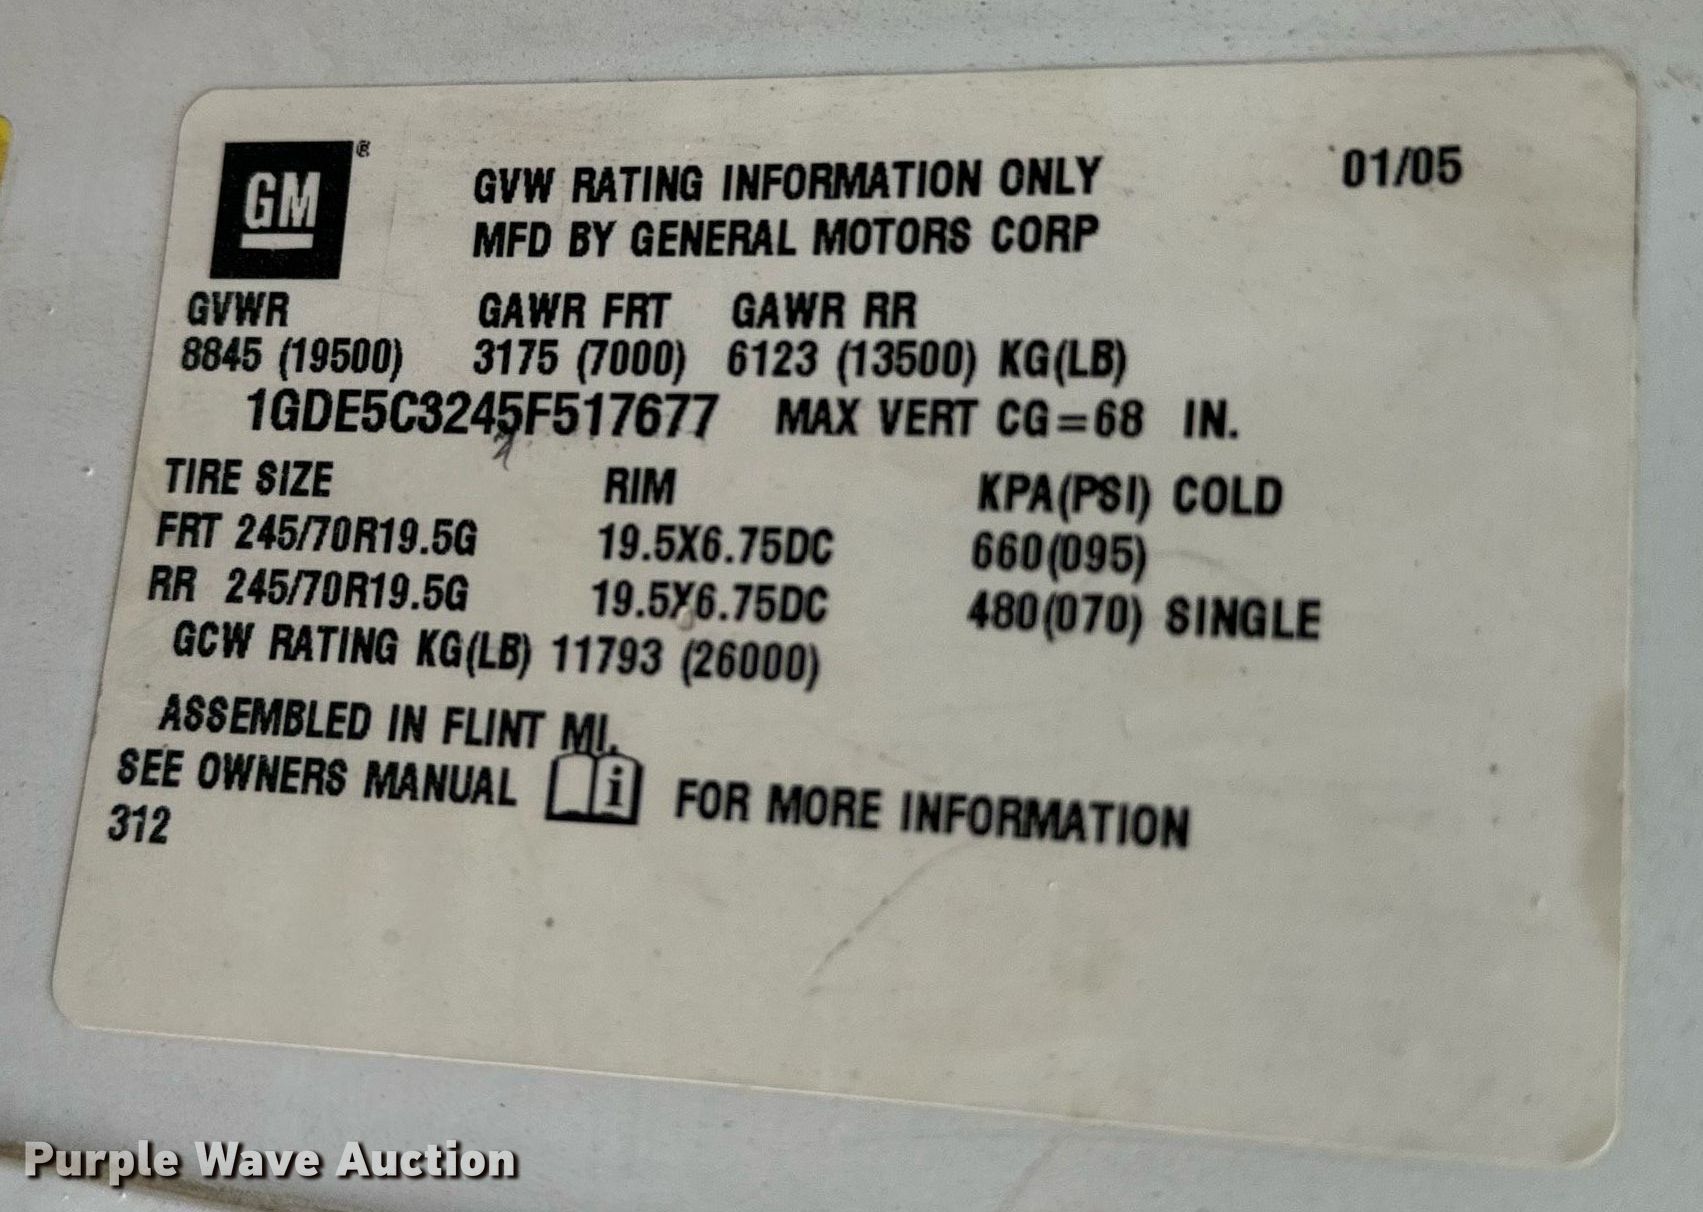 GM®
GVW RATING INFORMATION ONLY 01/05
MFD BY GENERAL MOTORS CORP
GVWR GAWR FRT GAWR RR
8845 (19500) 3175 (7000) 6123 (13500) KG(LB)
1GDE5C3245F517677 MAX VERT CG=68 IN.
TIRE SIZE RIM KPA(PSI) COLD
FRT 245/70R19.5G 19.5X6.75DC 660(095)
RR 245/70R19.5G 19.5X6.75DC 480(070) SINGLE
GCW RATING KG(LB) 11793 (26000)
ASSEMBLED IN FLINT MI.
SEE OWNERS MANUAL i FOR MORE INFORMATION
312
Purple Wave Auction